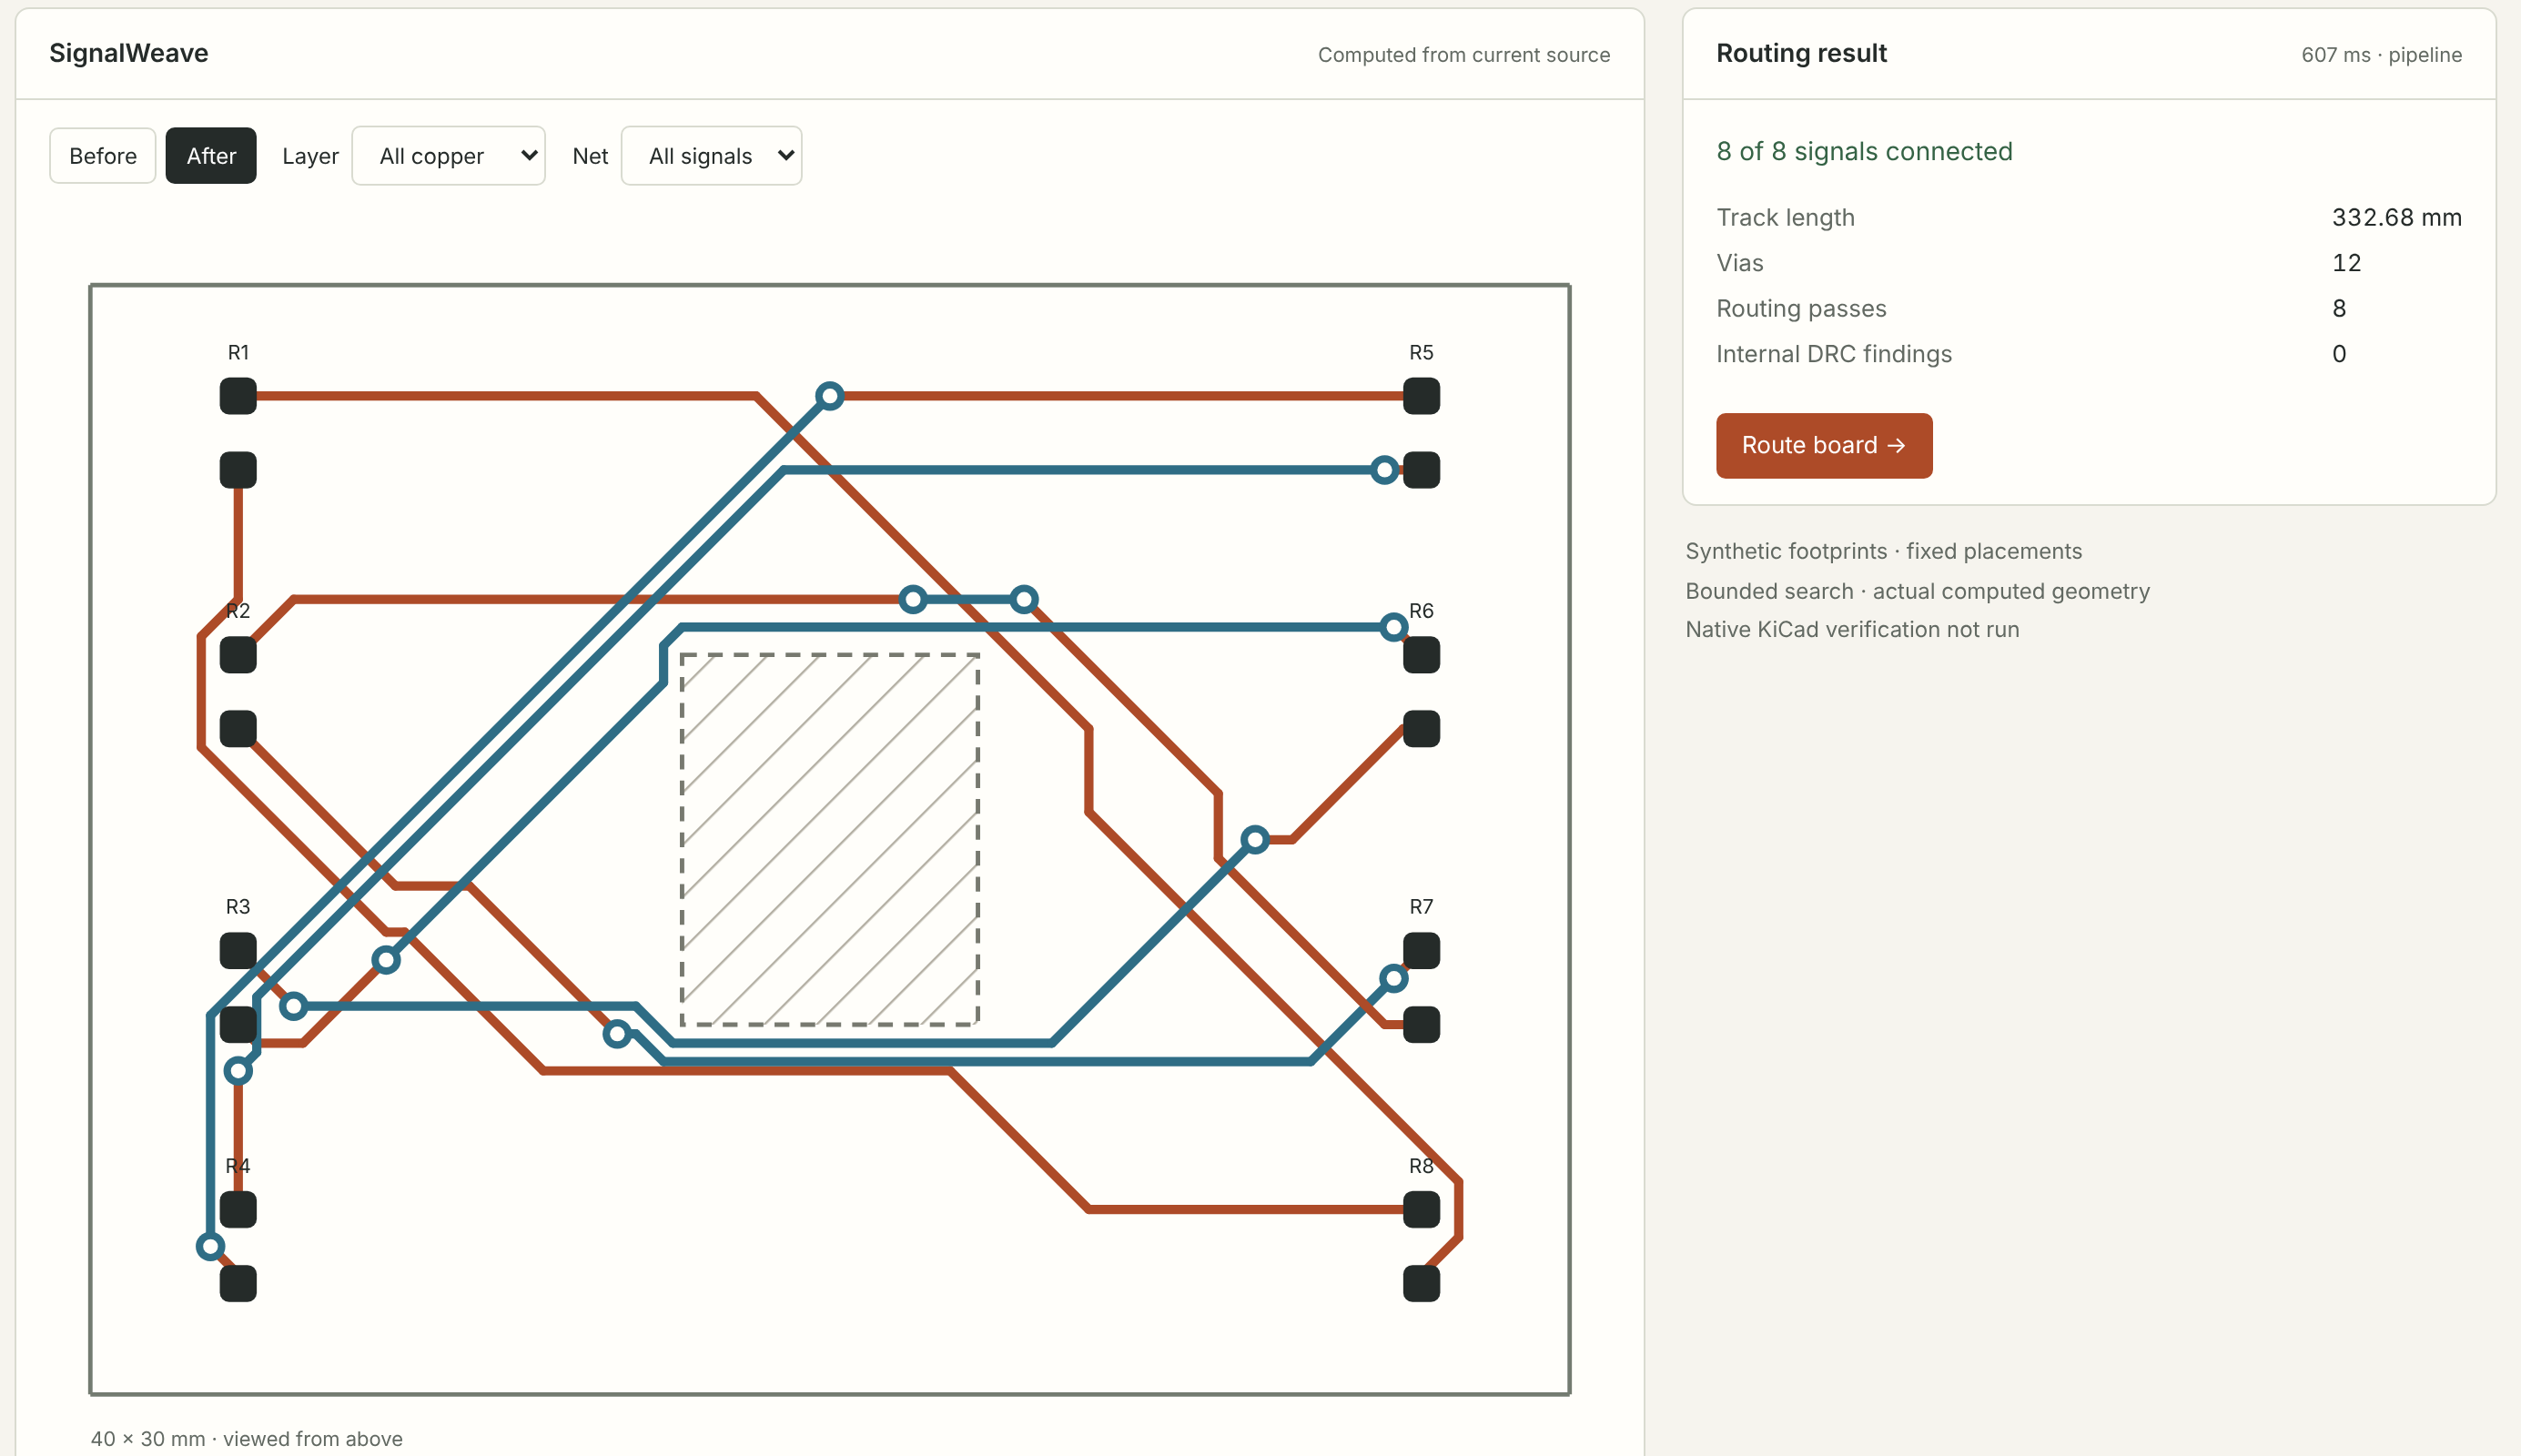 SignalWeave
Computed from current source
Before After Layer All copper Net All signals
R1
R5
R2
R6
R3
R7
R4
R8
40 × 30 mm · viewed from above
Routing result
607 ms · pipeline
8 of 8 signals connected
Track length 332.68 mm
Vias 12
Routing passes 8
Internal DRC findings 0
Route board →
Synthetic footprints · fixed placements
Bounded search · actual computed geometry
Native KiCad verification not run